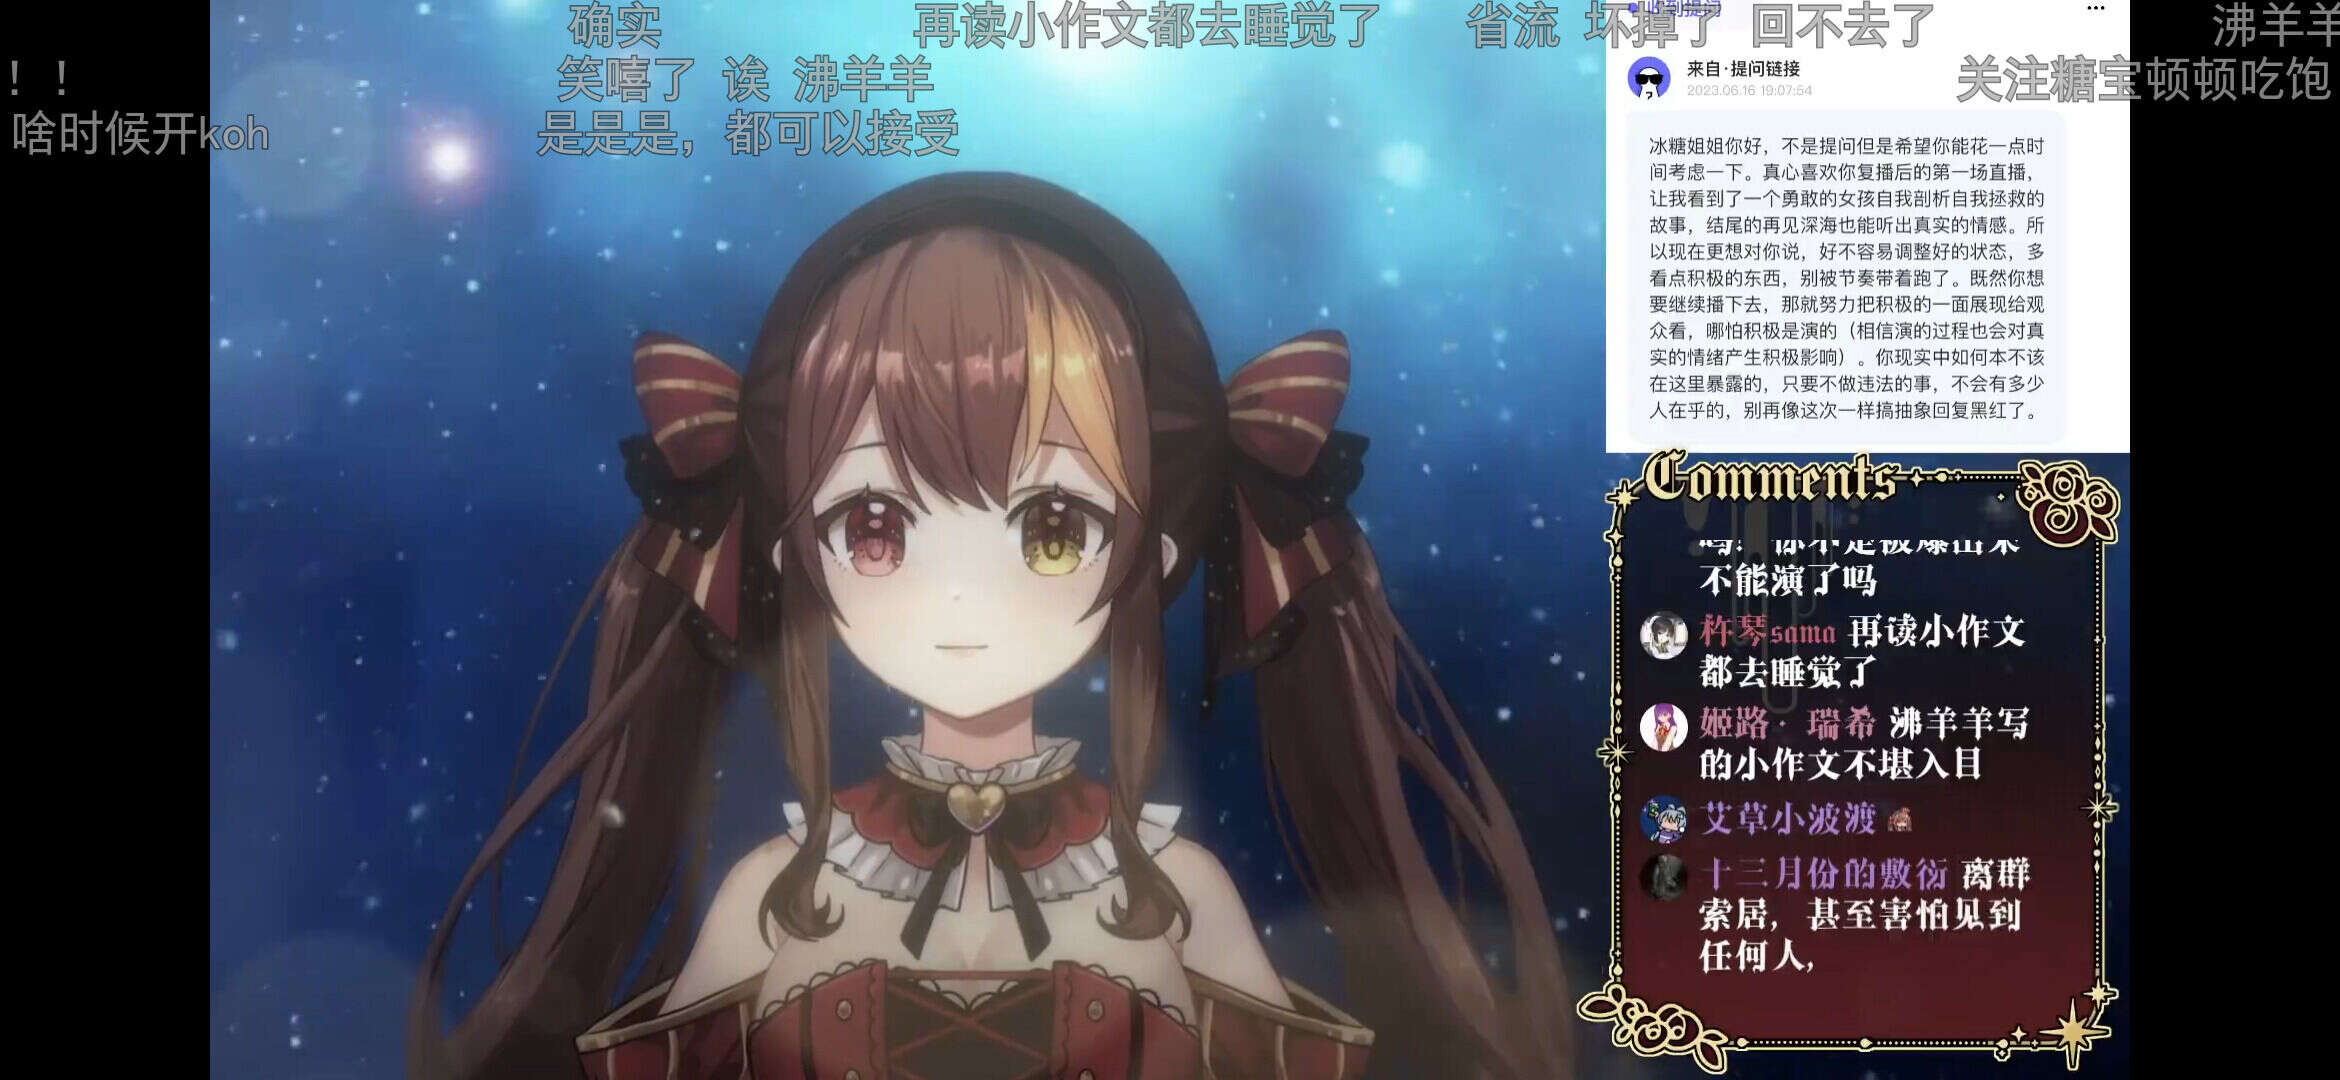 确实
再读小作文都去睡觉了
省流 坏掉了 回不去了
沸羊羊
！！
笑嘻了 诶 沸羊羊
关注糖宝顿顿吃饱
啥时候开koh
是是是，都可以接受
收到提问
来自·提问链接
2023.06.16 19:07:54
冰糖姐姐你好，不是提问但是希望你能花一点时
间考虑一下。真心喜欢你复播后的第一场直播，
让我看到了一个勇敢的女孩自我剖析自我拯救的
故事，结尾的再见深海也能听出真实的情感。所
以现在更想对你说，好不容易调整好的状态，多
看点积极的东西，别被节奏带着跑了。既然你想
要继续播下去，那就努力把积极的一面展现给观
众看，哪怕积极是演的（相信演的过程也会对真
实的情绪产生积极影响）。你现实中如何本不该
在这里暴露的，只要不做违法的事，不会有多少
人在乎的，别再像这次一样搞抽象回复黑红了。
Comments
不能演了吗
杵琴sama 再读小作文
都去睡觉了
姬路·瑞希 沸羊羊写
的小作文不堪入目
艾草小波渡
十三月份的敷衍 离群
索居，甚至害怕见到
任何人，